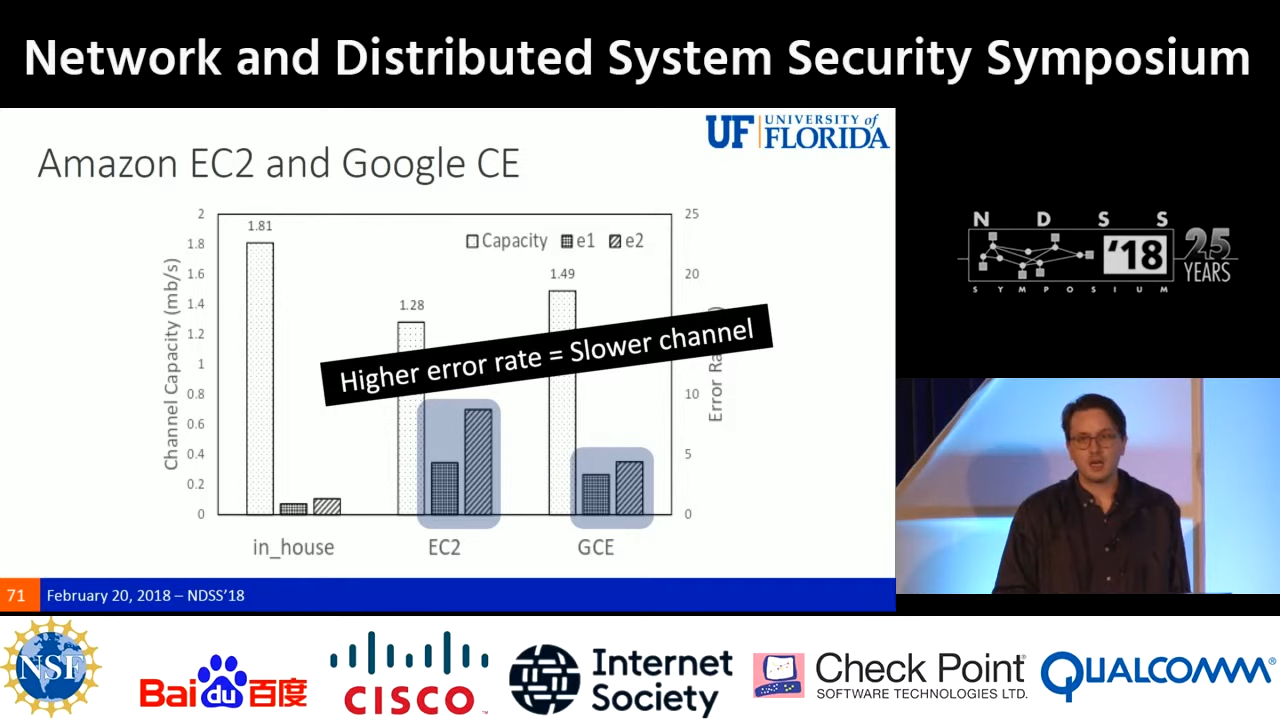 Network and Distributed System Security Symposium
UF UNIVERSITY of FLORIDA
Amazon EC2 and Google CE
Channel Capacity (mb/s)
2
1.8
1.6
1.4
1.2
1
0.8
0.6
0.4
0.2
0
1.81
1.28
1.49
Capacity e1 e2
Higher error rate = Slower channel
25
20
10
5
0
Error
in_house EC2 GCE
71 February 20, 2018 – NDSS'18
N D S S
'18
25 YEARS
S Y M P O S I U M
NSF
Bai du 百度
CISCO
Internet Society
Check Point
SOFTWARE TECHNOLOGIES LTD.
QUALCOMM